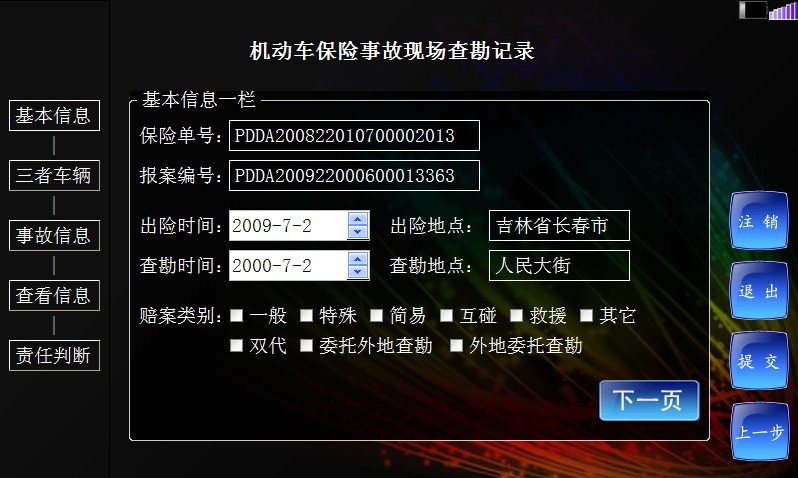 机动车保险事故现场查勘记录
基本信息
三者车辆
事故信息
查看信息
责任判断
基本信息一栏
保险单号: PDDA200822010700002013
报案编号: PDDA200922000600013363
出险时间: 2009-7-2 出险地点: 吉林省长春市
查勘时间: 2000-7-2 查勘地点: 人民大街
赔案类别: 一般 特殊 简易 互碰 救援 其它
双代 委托外地查勘 外地委托查勘
下一页
注 销
退 出
提 交
上一步